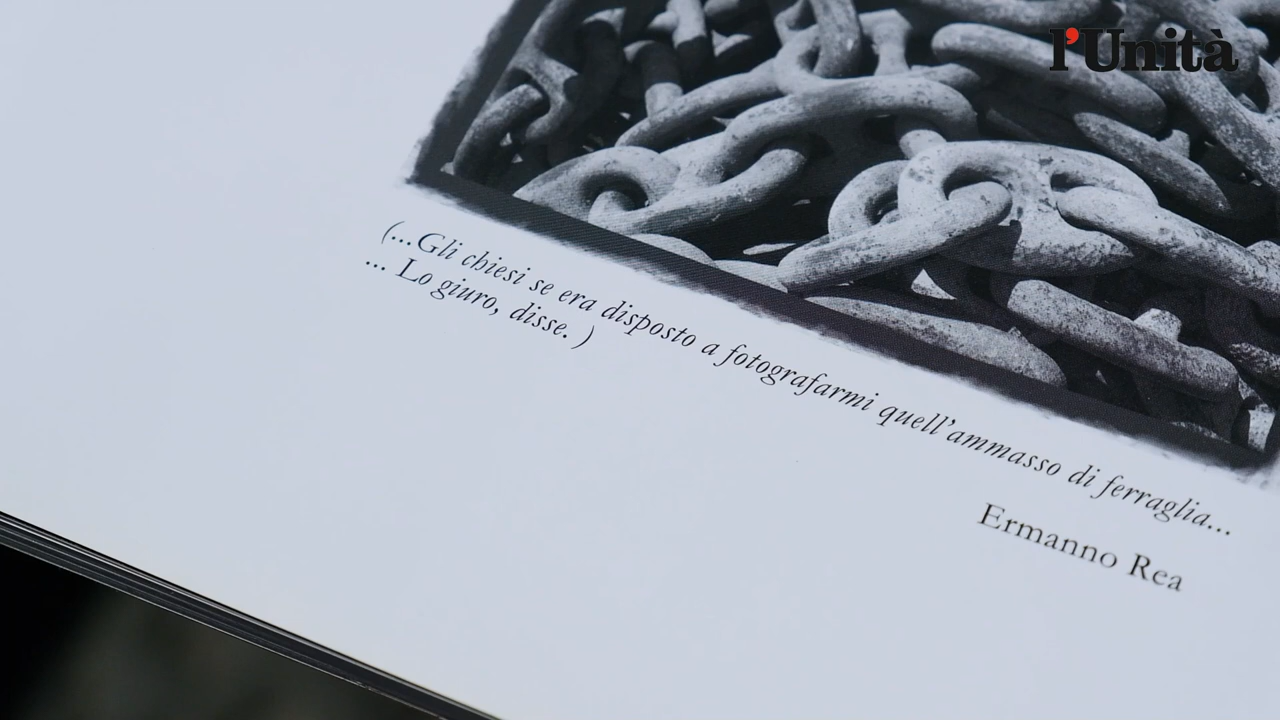 l'Unità
(...Gli chiesi se era disposto a fotografarmi quell'ammasso di ferraglia...
... Lo giuro, disse. )
Ermanno Rea